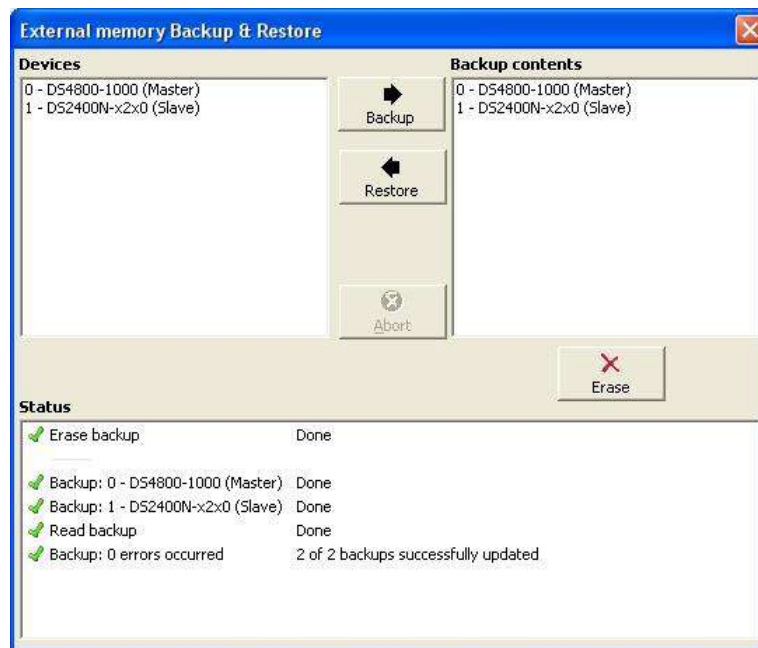 External memory Backup & Restore
Devices
Backup contents
0 - DS4800-1000 (Master)
1 - DS2400N-x2x0 (Slave)
Backup
Restore
Abort
0 - DS4800-1000 (Master)
1 - DS2400N-x2x0 (Slave)
Erase
Status
Erase backup Done
Backup: 0 - DS4800-1000 (Master) Done
Backup: 1 - DS2400N-x2x0 (Slave) Done
Read backup Done
Backup: 0 errors occurred 2 of 2 backups successfully updated